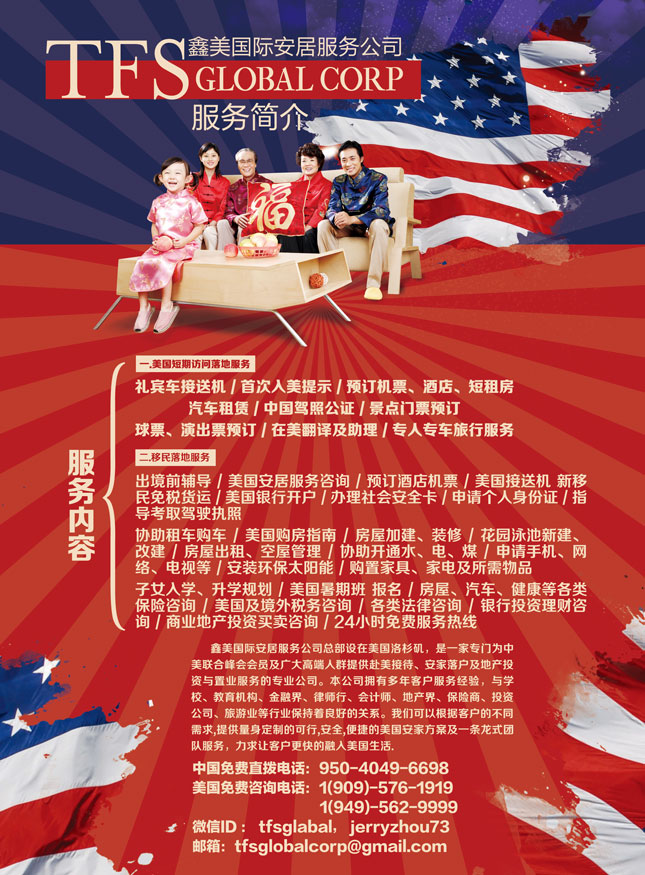 TFS
鑫美国际安居服务公司
GLOBAL CORP
服务简介
福
服务内容
一.美国短期访问落地服务
礼宾车接送机 / 首次入美提示 / 预订机票、酒店、短租房
汽车租赁 / 中国驾照公证 / 景点门票预订
球票、演出票预订 / 在美翻译及助理 / 专人专车旅行服务
二.移民落地服务
出境前辅导 / 美国安居服务咨询 / 预订酒店机票 / 美国接送机 新移
民免税货运 / 美国银行开户 / 办理社会安全卡 / 申请个人身份证 / 指
导考取驾驶执照
协助租车购车 / 美国购房指南 / 房屋加建、装修 / 花园泳池新建、
改建 / 房屋出租、空屋管理 / 协助开通水、电、煤 / 申请手机、网
络、电视等 / 安装环保太阳能 / 购置家具、家电及所需物品
子女入学、升学规划 / 美国暑期班 报名 / 房屋、汽车、健康等各类
保险咨询 / 美国及境外税务咨询 / 各类法律咨询 / 银行投资理财咨
询 / 商业地产投资买卖咨询 / 24小时免费服务热线
鑫美国际安居服务公司总部设在美国洛杉矶，是一家专门为中
美联合峰会会员及广大高端人群提供赴美接待、安家落户及地产投
资与置业服务的专业公司。本公司拥有多年客户服务经验，与学
校、教育机构、金融界、律师行、会计师、地产界、保险商、投资
公司、旅游业等行业保持着良好的关系。我们可以根据客户的不同
需求,提供量身定制的可行,安全,便捷的美国安家方案及一条龙式团
队服务，力求让客户更快的融入美国生活.
中国免费直拨电话：950-4049-6698
美国免费咨询电话：1(909)-576-1919
1(949)-562-9999
微信ID： tfsglabal，jerryzhou73
邮箱：tfsglobalcorp@gmail.com